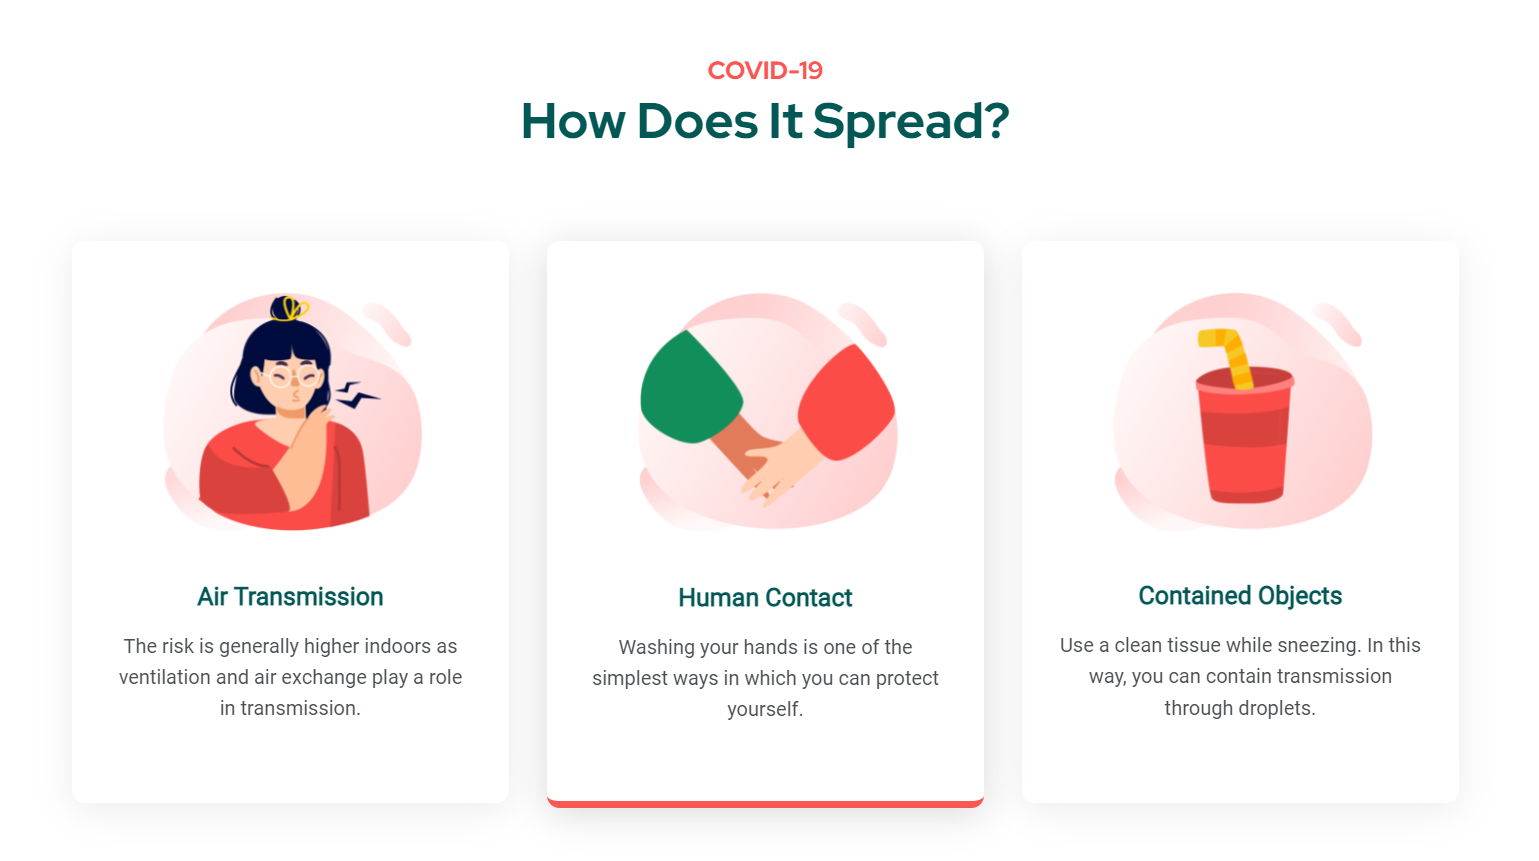 COVID-19
How Does It Spread?
Air Transmission
The risk is generally higher indoors as
ventilation and air exchange play a role
in transmission.
Human Contact
Washing your hands is one of the
simplest ways in which you can protect
yourself.
Contained Objects
Use a clean tissue while sneezing. In this
way, you can contain transmission
through droplets.